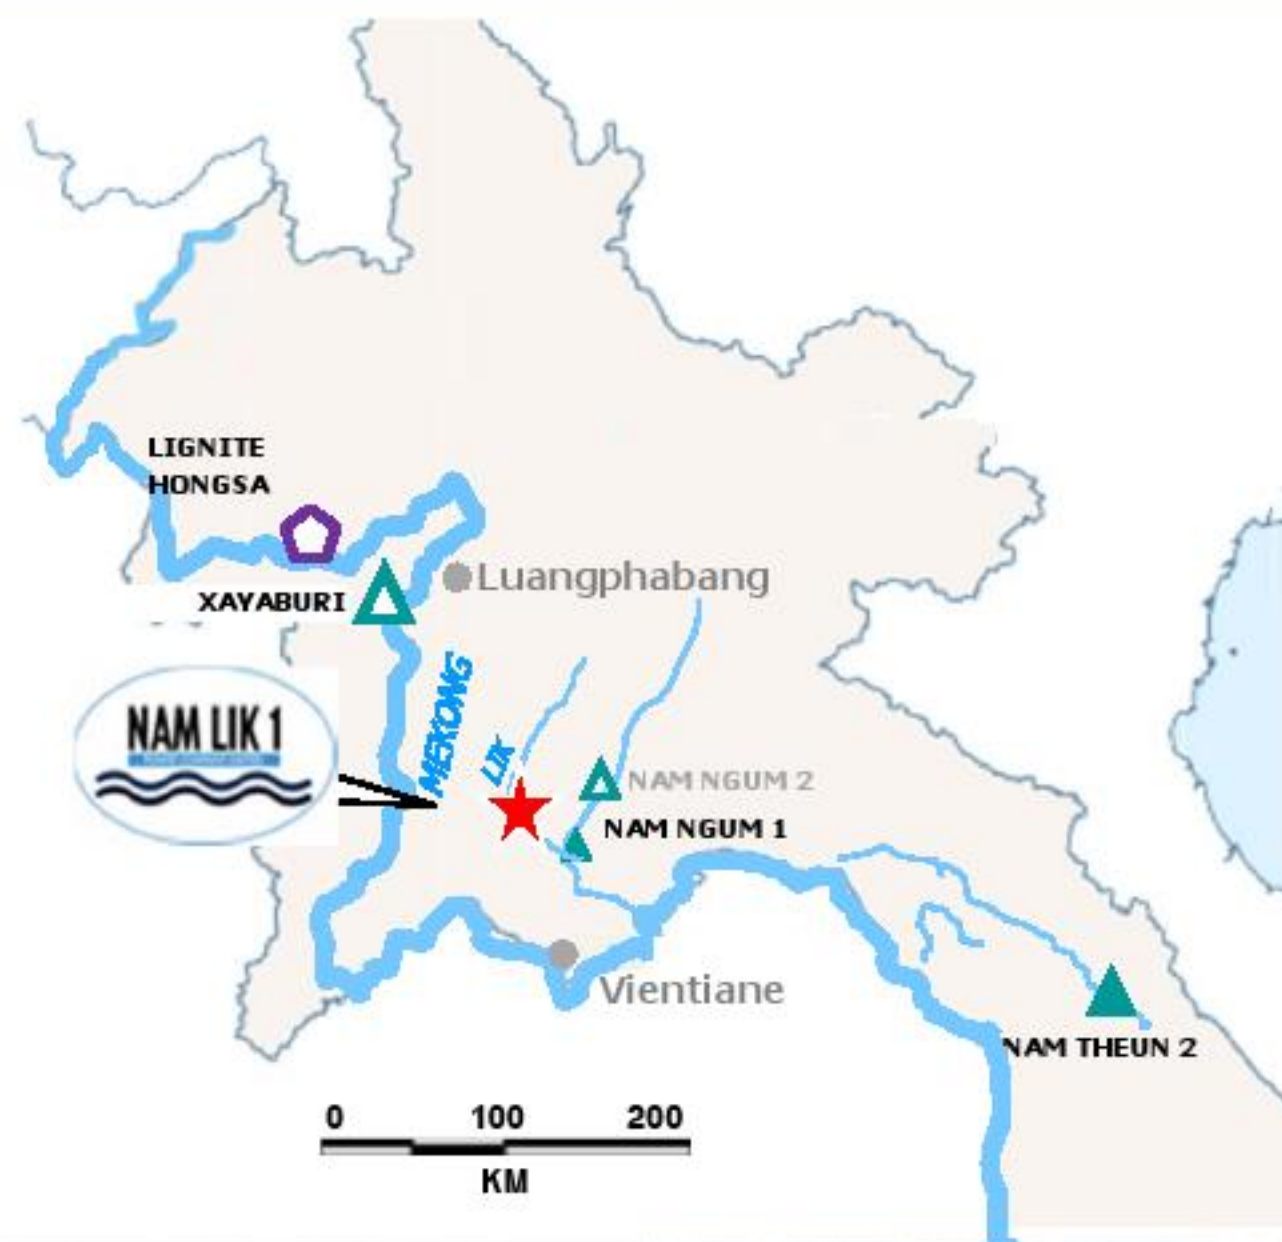 LIGNITE
HONGSA
Luangphabang
XAYABURI
MEKONG
LIK
NAM LIK 1
NAM NGUM 2
NAM NGUM 1
Vientiane
NAM THEUN 2
0 100 200
KM